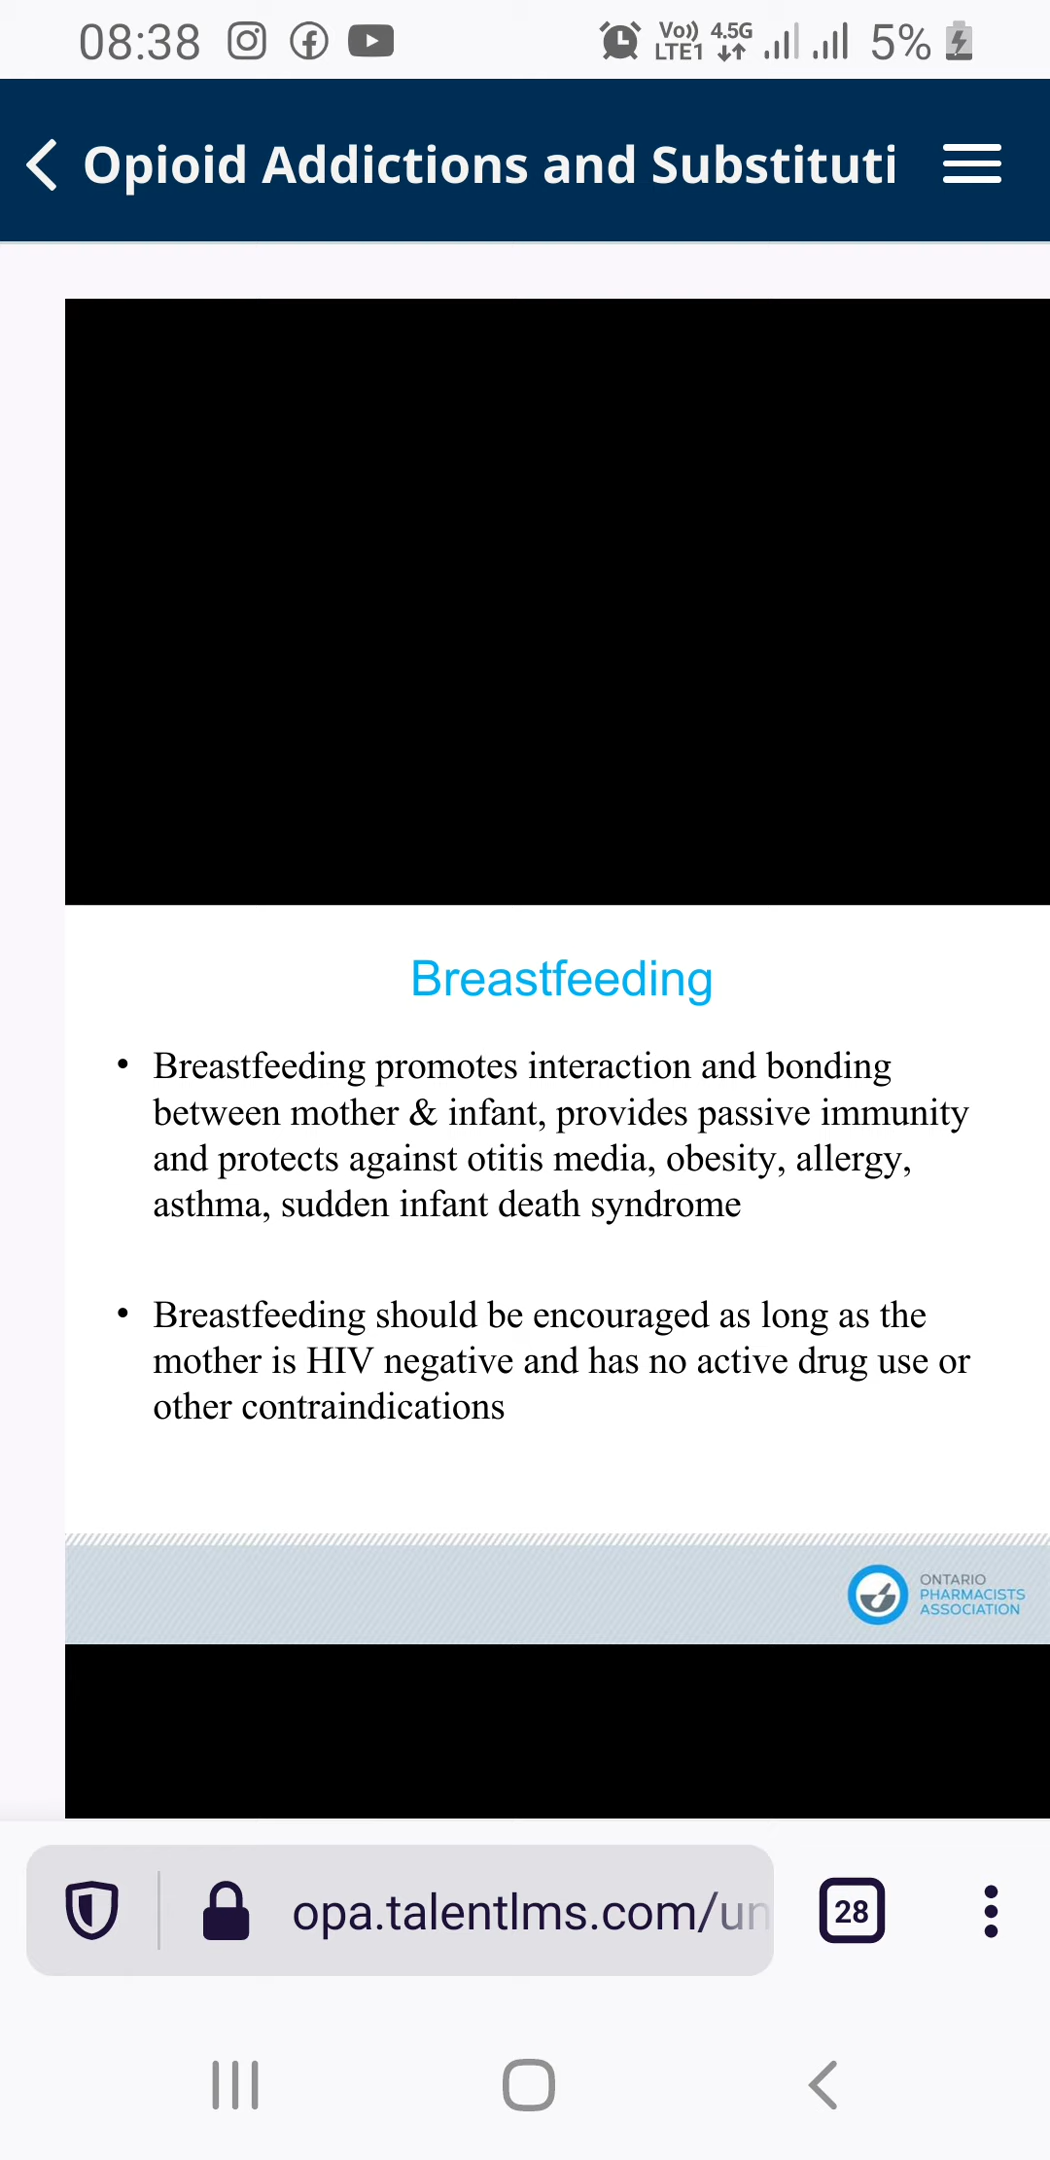 08:38 Vo)) LTE1 4.5G 5%
Opioid Addictions and Substituti
Breastfeeding
• Breastfeeding promotes interaction and bonding
between mother & infant, provides passive immunity
and protects against otitis media, obesity, allergy,
asthma, sudden infant death syndrome
• Breastfeeding should be encouraged as long as the
mother is HIV negative and has no active drug use or
other contraindications
ONTARIO
PHARMACISTS
ASSOCIATION
opa.talentlms.com/un
28